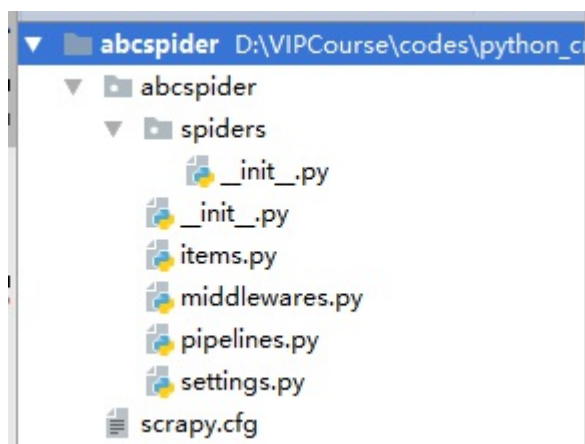 abcspider D:\VIPCourse\codes\python_c
abcspider
spiders
__init__.py
__init__.py
items.py
middlewares.py
pipelines.py
settings.py
scrapy.cfg